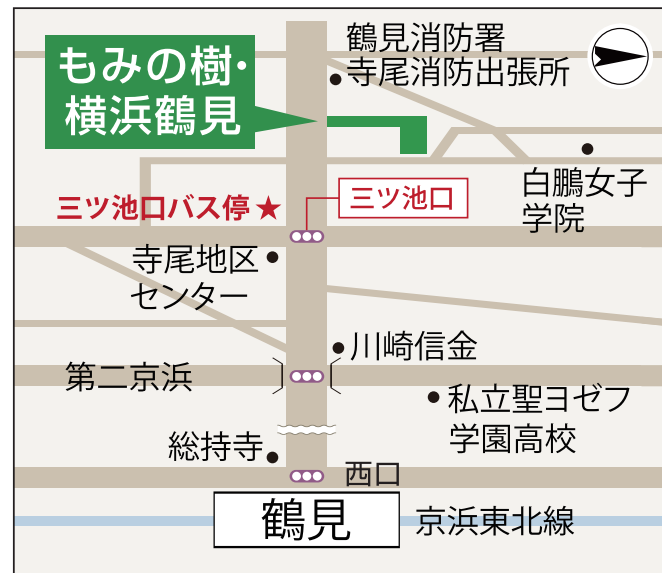 鶴見消防署
寺尾消防出張所
もみの樹・
横浜鶴見
白鵬女子
学院
三ツ池口
三ツ池口バス停★
寺尾地区
センター
川崎信金
第二京浜
私立聖ヨゼフ
学園高校
総持寺
西口
鶴見
京浜東北線